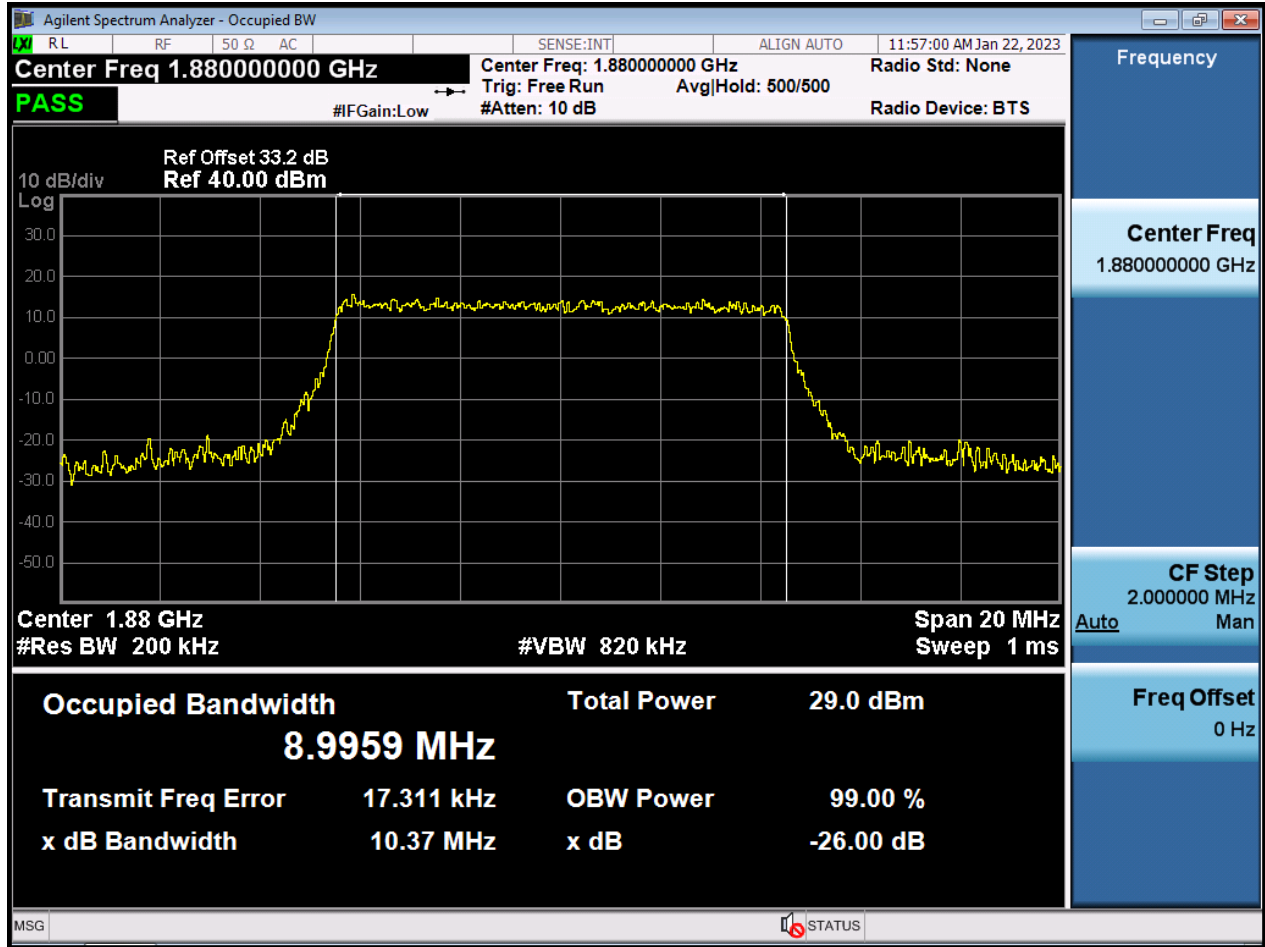 Agilent Spectrum Analyzer - Occupied BW
LXI RL RF 50 Ω AC SENSE:INT ALIGN AUTO 11:57:00 AM Jan 22, 2023
Center Freq 1.880000000 GHz
PASS
#IFGain:Low
Center Freq: 1.880000000 GHz
Trig: Free Run Avg|Hold: 500/500
#Atten: 10 dB
Radio Std: None
Radio Device: BTS
Ref Offset 33.2 dB
10 dB/div Ref 40.00 dBm
Log
30.0
20.0
10.0
0.00
-10.0
-20.0
-30.0
-40.0
-50.0
Center 1.88 GHz Span 20 MHz
#Res BW 200 kHz #VBW 820 kHz Sweep 1 ms
Occupied Bandwidth Total Power 29.0 dBm
8.9959 MHz
Transmit Freq Error 17.311 kHz OBW Power 99.00 %
x dB Bandwidth 10.37 MHz x dB -26.00 dB
Frequency
Center Freq
1.880000000 GHz
CF Step
2.000000 MHz
Auto Man
Freq Offset
0 Hz
MSG STATUS